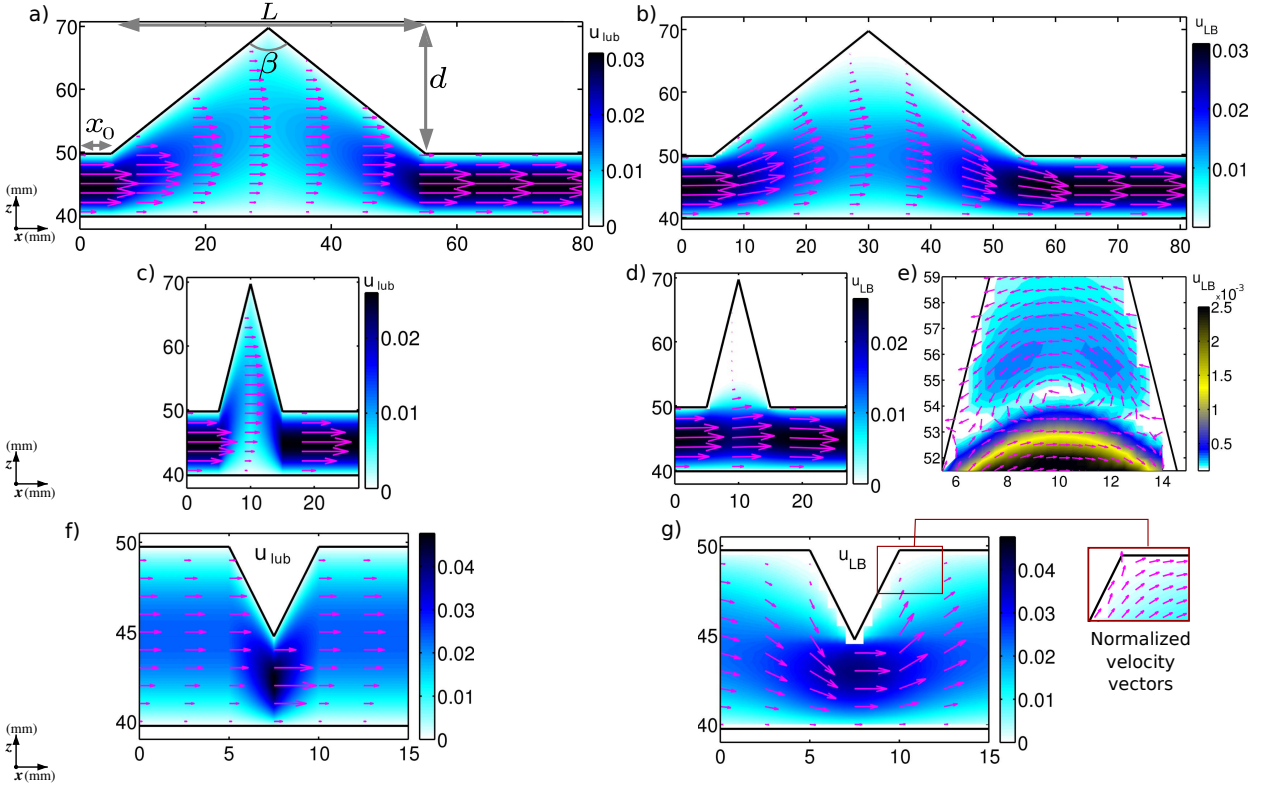 a)
L
β
d
x0
u lub
70
60
50
40
0 20 40 60 80
0.03
0.02
0.01
0
(mm)
z
x (mm)
b)
u LB
70
60
50
40
0 10 20 30 40 50 60 70 80
0.03
0.02
0.01
c)
u lub
70
60
50
40
0 10 20
0.02
0.01
0
z
x (mm)
d)
u LB
70
60
50
40
0 10 20
0.02
0.01
0
e)
u LB
×10 -3
59
58
57
56
55
54
53
52
6 8 10 12 14
2.5
2
1.5
1
0.5
f)
u lub
50
45
40
0 5 10 15
0.04
0.03
0.02
0.01
0
(mm)
z
x (mm)
g)
u LB
50
45
40
0 5 10 15
0.04
0.03
0.02
0.01
0
Normalized
velocity
vectors